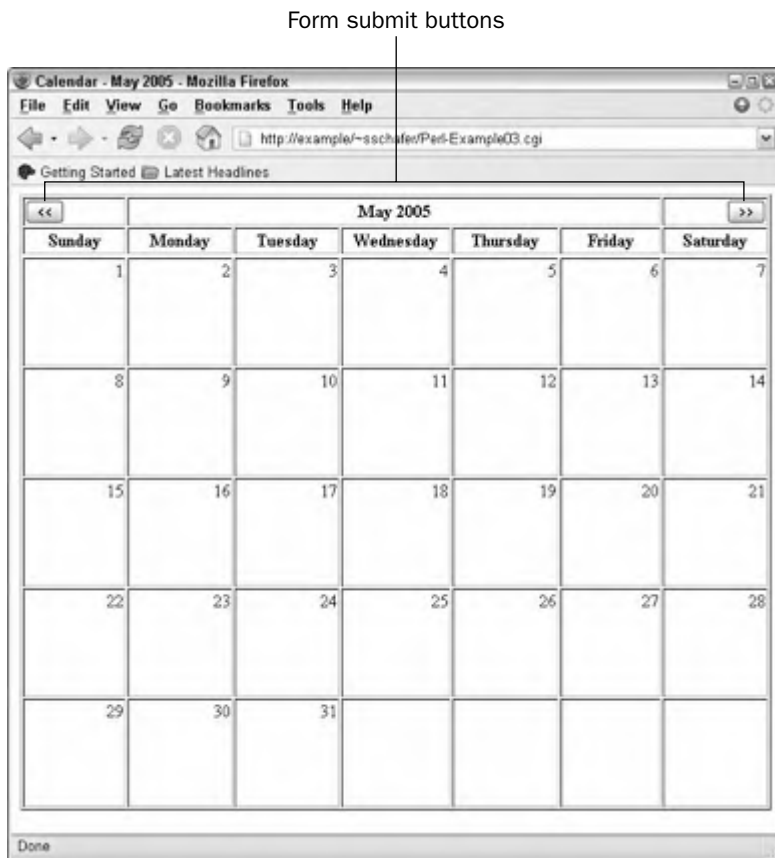 Form submit buttons
Calendar - May 2005 - Mozilla Firefox
File Edit View Go Bookmarks Tools Help
http://example/~sschafer/Perl-Example03.cgi
Getting Started Latest Headlines
<< May 2005 >>
Sunday Monday Tuesday Wednesday Thursday Friday Saturday
1 2 3 4 5 6 7
8 9 10 11 12 13 14
15 16 17 18 19 20 21
22 23 24 25 26 27 28
29 30 31
Done